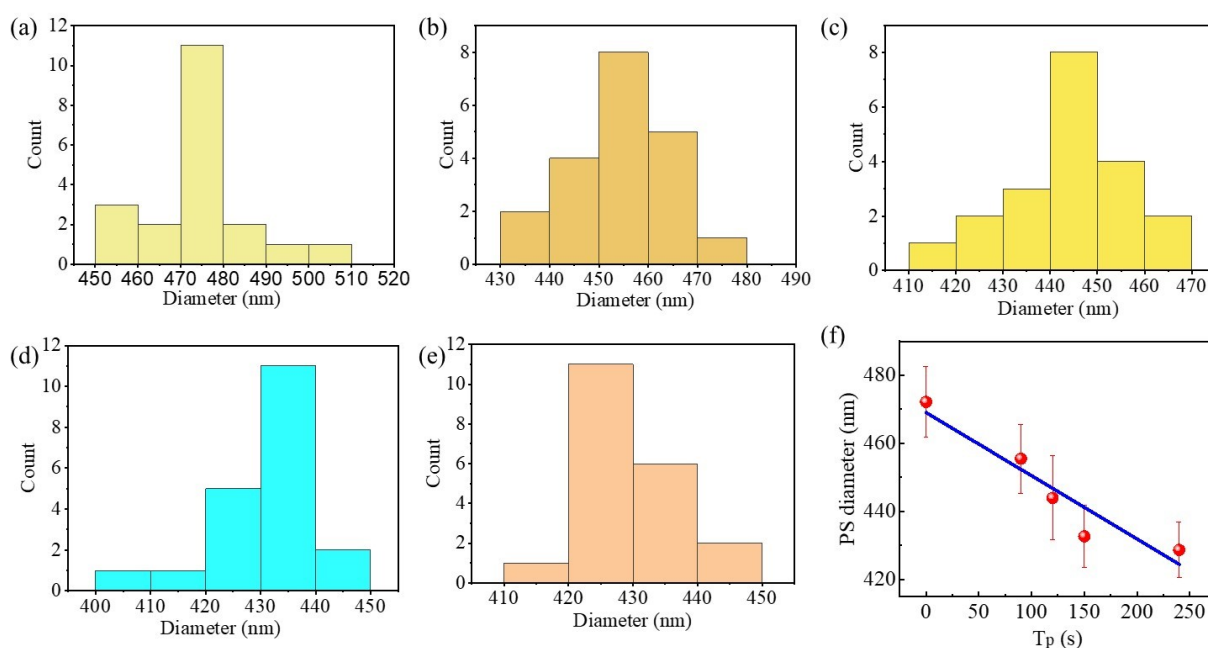 (a)
12
10
8
6
4
2
0
Count
450 460 470 480 490 500 510 520
Diameter (nm)
(b)
8
6
4
2
0
Count
430 440 450 460 470 480 490
Diameter (nm)
(c)
8
6
4
2
0
Count
410 420 430 440 450 460 470
Diameter (nm)
(d)
12
10
8
6
4
2
0
Count
400 410 420 430 440 450
Diameter (nm)
(e)
12
10
8
6
4
2
0
Count
410 420 430 440 450
Diameter (nm)
(f)
480
460
440
420
PS diameter (nm)
0 50 100 150 200 250
Tp (s)